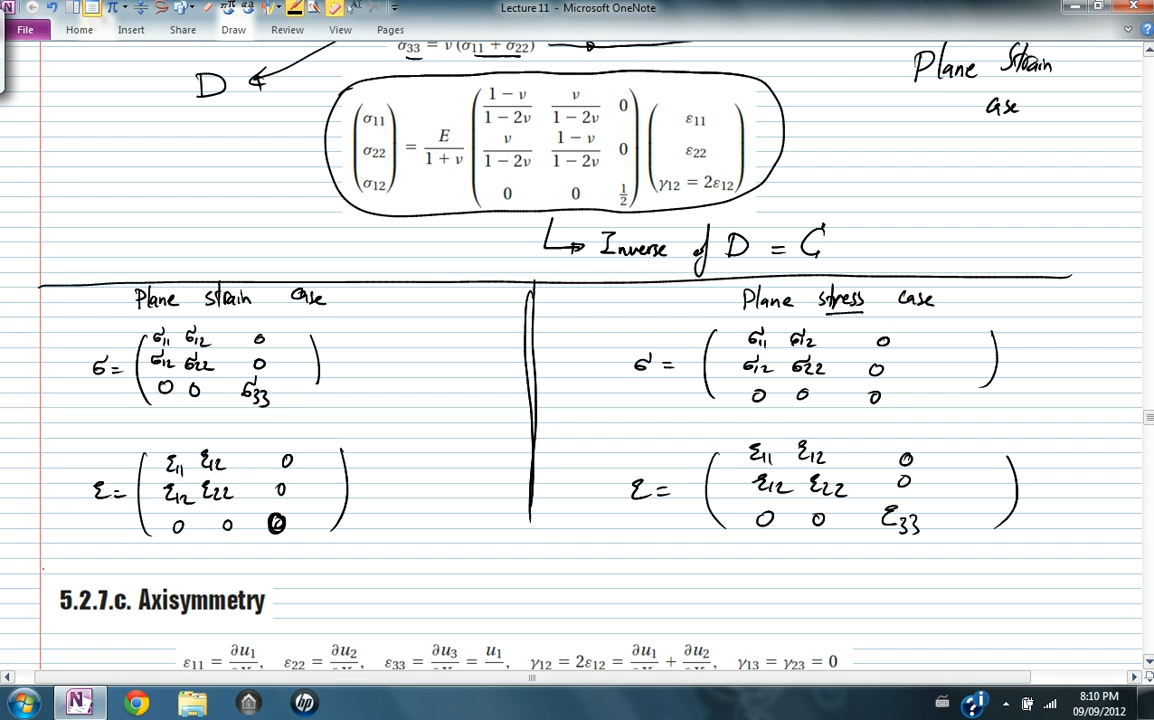 Lecture 11 - Microsoft OneNote
File Home Insert Share Draw Review View Pages
σ33 = ν (σ11 + σ22)
D
Plane Strain
case
(σ11 σ22 σ12) = E / (1 + ν) ( (1 − ν)/(1 − 2ν) ν/(1 − 2ν) 0
ν/(1 − 2ν) (1 − ν)/(1 − 2ν) 0
0 0 1/2 ) (ε11 ε22 γ12 = 2ε12)
Inverse of D = C
Plane strain case
σ = ( σ11 σ12 0
σ12 σ22 0
0 0 σ33 )
ε = ( ε11 ε12 0
ε12 ε22 0
0 0 0 )
Plane stress case
σ = ( σ11 σ12 0
σ12 σ22 0
0 0 0 )
ε = ( ε11 ε12 0
ε12 ε22 0
0 0 ε33 )
5.2.7.c. Axisymmetry
ε11 = ∂u1 , ε22 = ∂u2 , ε33 = ∂u3 = u1 , γ12 = 2ε12 = ∂u1 + ∂u2 , γ13 = γ23 = 0
8:10 PM
09/09/2012